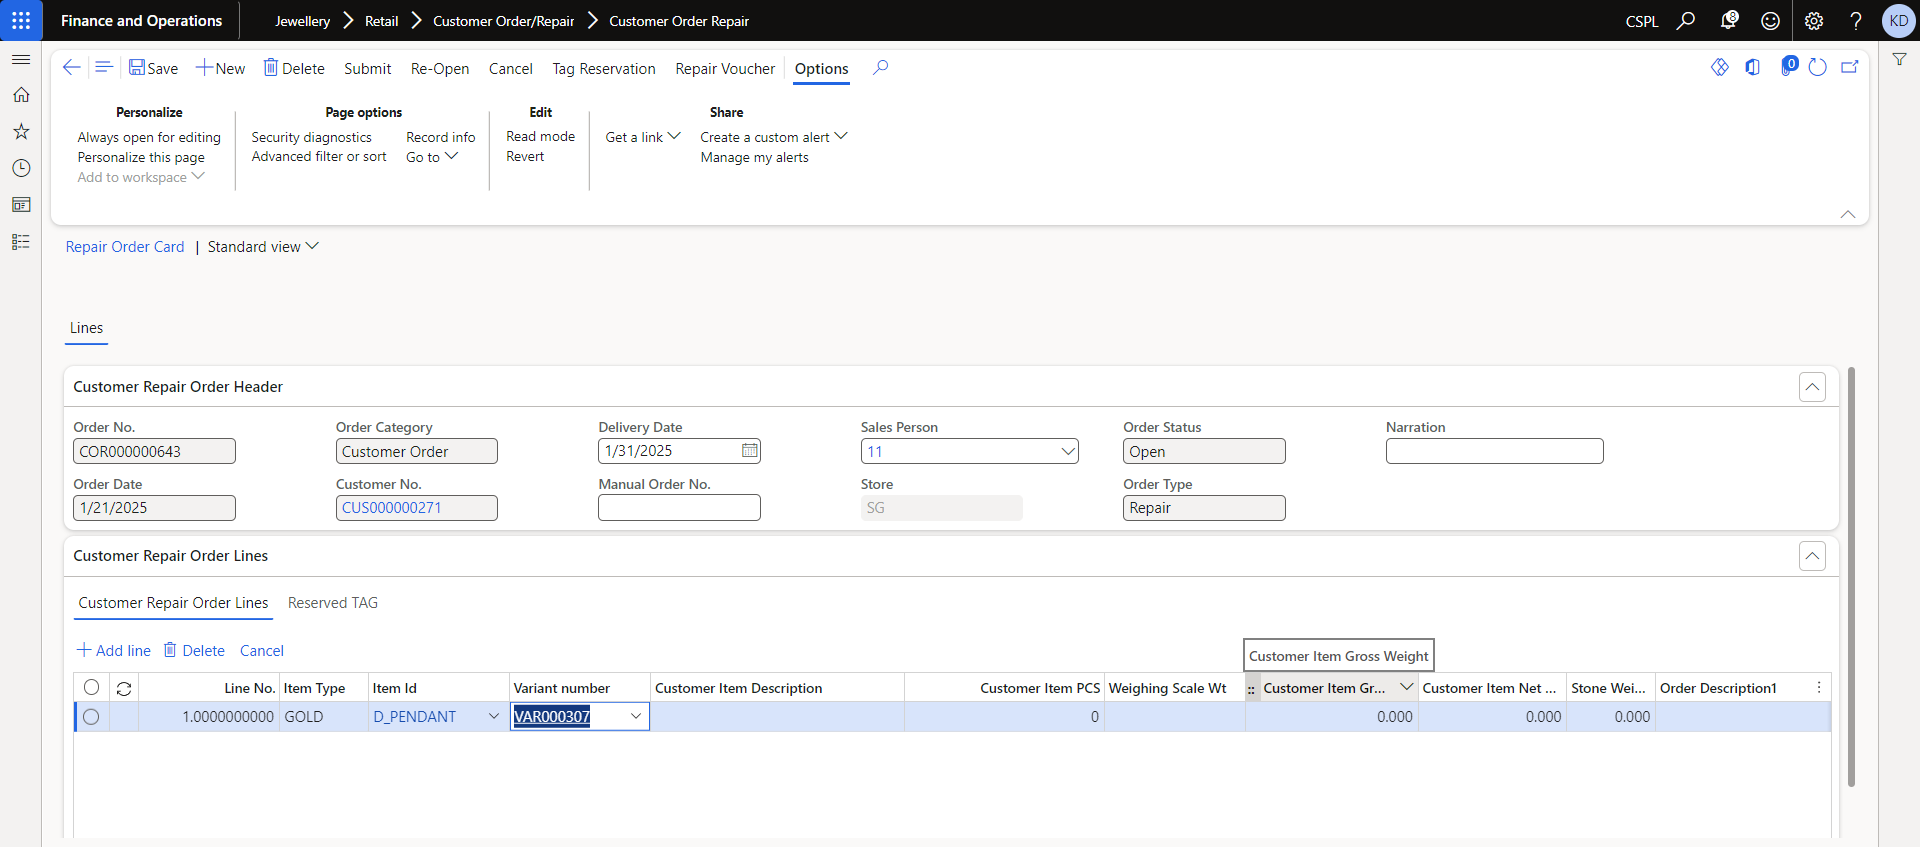 Finance and Operations
Jewellery
Retail
Customer Order/Repair
Customer Order Repair
CSPL
8
KD
Save
New
Delete
Submit
Re-Open
Cancel
Tag Reservation
Repair Voucher
Options
0
Personalize
Always open for editing
Personalize this page
Add to workspace
Page options
Security diagnostics
Advanced filter or sort
Record info
Go to
Edit
Read mode
Revert
Get a link
Share
Create a custom alert
Manage my alerts
Repair Order Card | Standard view
Lines
Customer Repair Order Header
Order No.
COR000000643
Order Category
Customer Order
Delivery Date
1/31/2025
Sales Person
11
Order Status
Open
Narration
Order Date
1/21/2025
Customer No.
CUS000000271
Manual Order No.
Store
SG
Order Type
Repair
Customer Repair Order Lines
Customer Repair Order Lines
Reserved TAG
Add line
Delete
Cancel
Customer Item Gross Weight
Line No. Item Type Item Id Variant number Customer Item Description Customer Item PCS Weighing Scale Wt Customer Item Gr... Customer Item Net ... Stone Wei... Order Description1
1.0000000000 GOLD D_PENDANT VAR000307 0 0.000 0.000 0.000